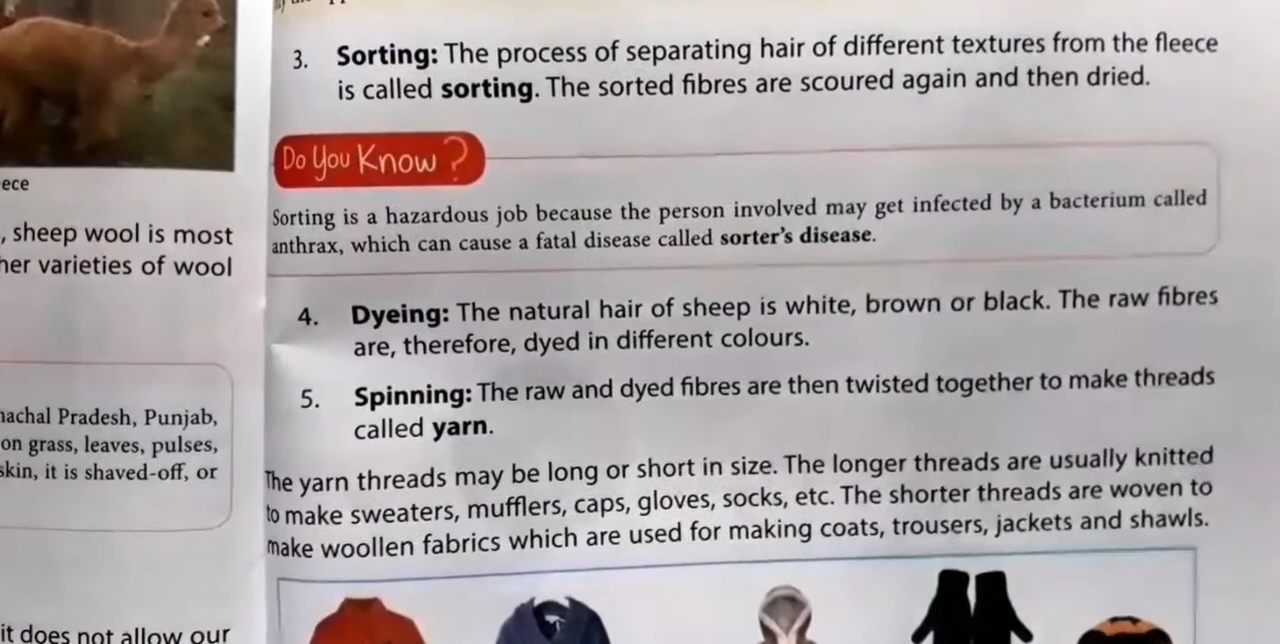 ece
, sheep wool is most
her varieties of wool
nachal Pradesh, Punjab,
on grass, leaves, pulses,
skin, it is shaved-off, or
it does not allow our
3. Sorting: The process of separating hair of different textures from the fleece
is called sorting. The sorted fibres are scoured again and then dried.
Do You Know?
Sorting is a hazardous job because the person involved may get infected by a bacterium called
anthrax, which can cause a fatal disease called sorter's disease.
4. Dyeing: The natural hair of sheep is white, brown or black. The raw fibres
are, therefore, dyed in different colours.
5. Spinning: The raw and dyed fibres are then twisted together to make threads
called yarn.
The yarn threads may be long or short in size. The longer threads are usually knitted
to make sweaters, mufflers, caps, gloves, socks, etc. The shorter threads are woven to
make woollen fabrics which are used for making coats, trousers, jackets and shawls.